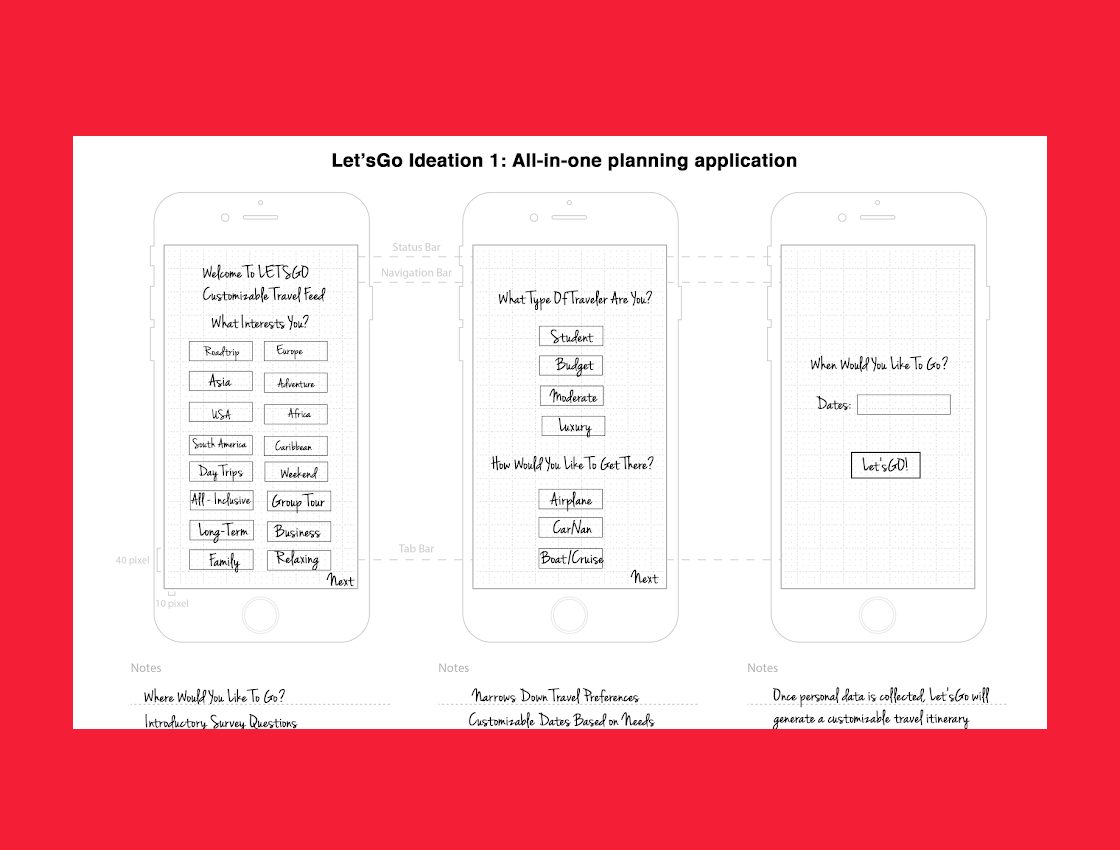 Let'sGo Ideation 1: All-in-one planning application
Status Bar
Navigation Bar
Tab Bar
40 pixel
10 pixel
Welcome To LETSGO
Customizable Travel Feed
What Interests You?
Roadtrip Europe
Asia Adventure
USA Africa
South America Caribbean
Day Trips Weekend
All - Inclusive Group Tour
Long-Term Business
Family Relaxing
Next
What Type Of Traveler Are You?
Student
Budget
Moderate
Luxury
How Would You Like To Get There?
Airplane
Car/Van
Boat/Cruise
Next
When Would You Like To Go?
Dates:
Let'sGO!
Notes
Where Would You Like To Go?
Introductory Survey Questions
Notes
Narrows Down Travel Preferences
Customizable Dates Based on Needs
Notes
Once personal data is collected, Let'sGo will
generate a customizable travel itinerary